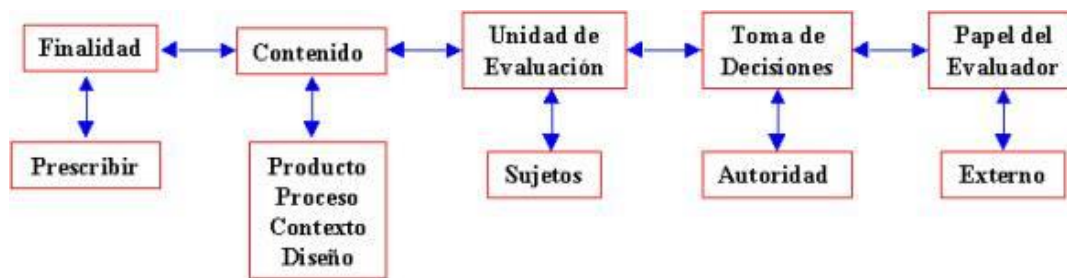 Finalidad
Contenido
Unidad de
Evaluación
Toma de
Decisiones
Papel del
Evaluador
Prescribir
Producto
Proceso
Contexto
Diseño
Sujetos
Autoridad
Externo